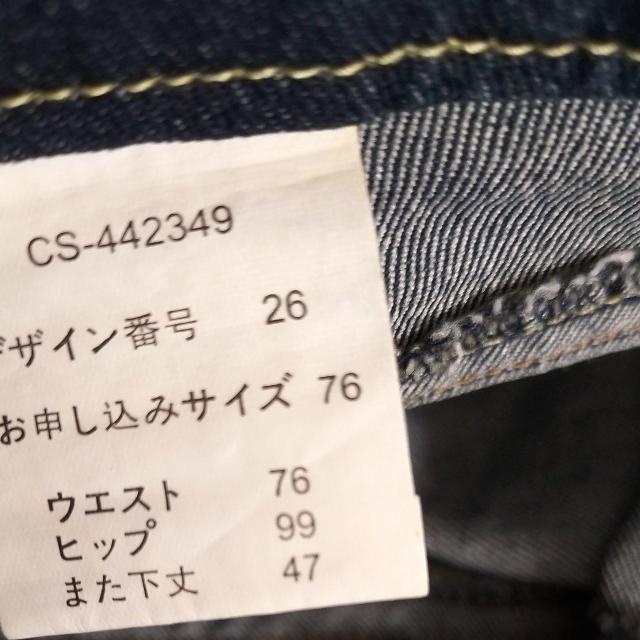 CS-442349
デザイン番号 26
お申し込みサイズ 76
ウエスト 76
ヒップ 99
また下丈 47